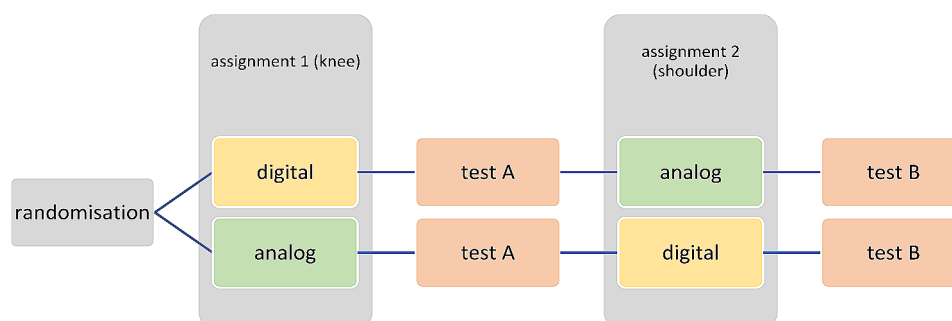 assignment 1 (knee)
assignment 2
(shoulder)
digital
test A
analog
test B
randomisation
analog
test A
digital
test B